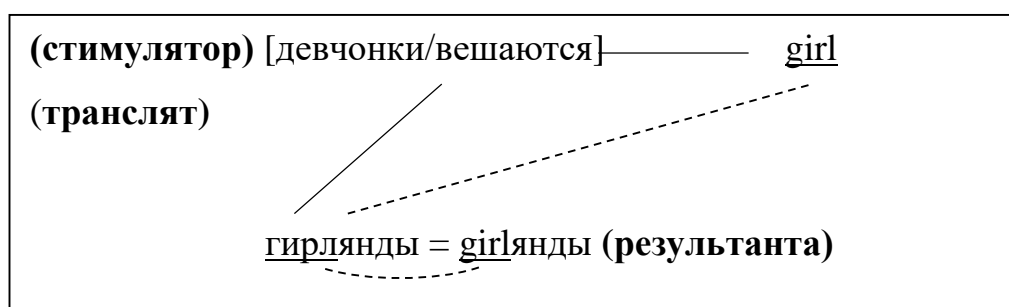 (стимулятор) [девчонки/вешаются] girl
(транслят)
гирлянды = girlянды (результанта)